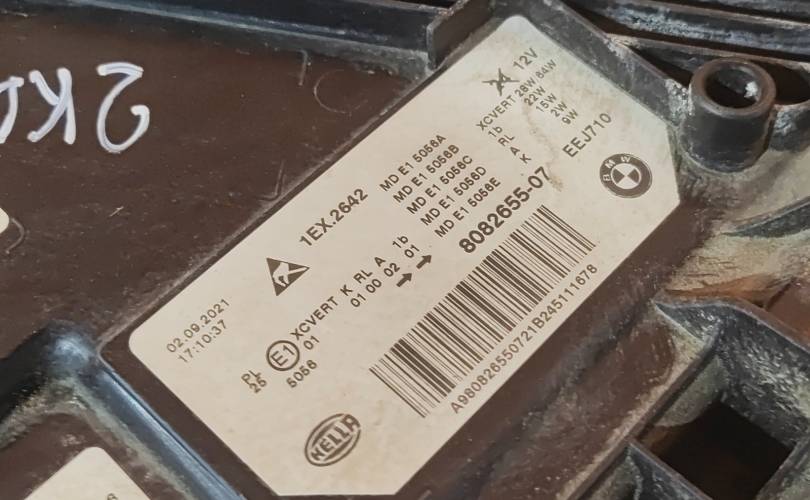 2K
12V
XCVERT 28W 64W
1b 22W
RL 15W
A 2W
K 9W
EEJ710
BMW
1EX.2642
MD E1 5056A
MD E1 5056B
MD E1 5056C
MD E1 5056D
MD E1 5056E
8082655-07
02.09.2021
17:10:37
PL
25
E1
XCVERT K RL A 1b
01 01 00 02 01
5056
A980826550721B245111678
HELLA